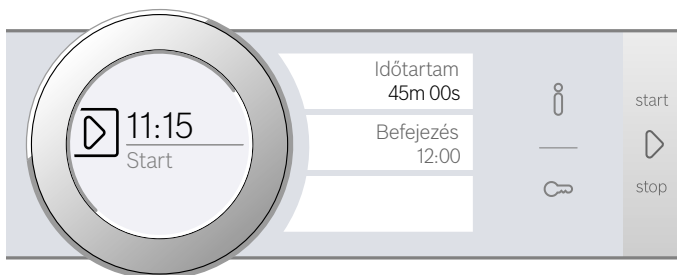 11:15
Start
Időtartam
45m 00s
Befejezés
12:00
start
stop